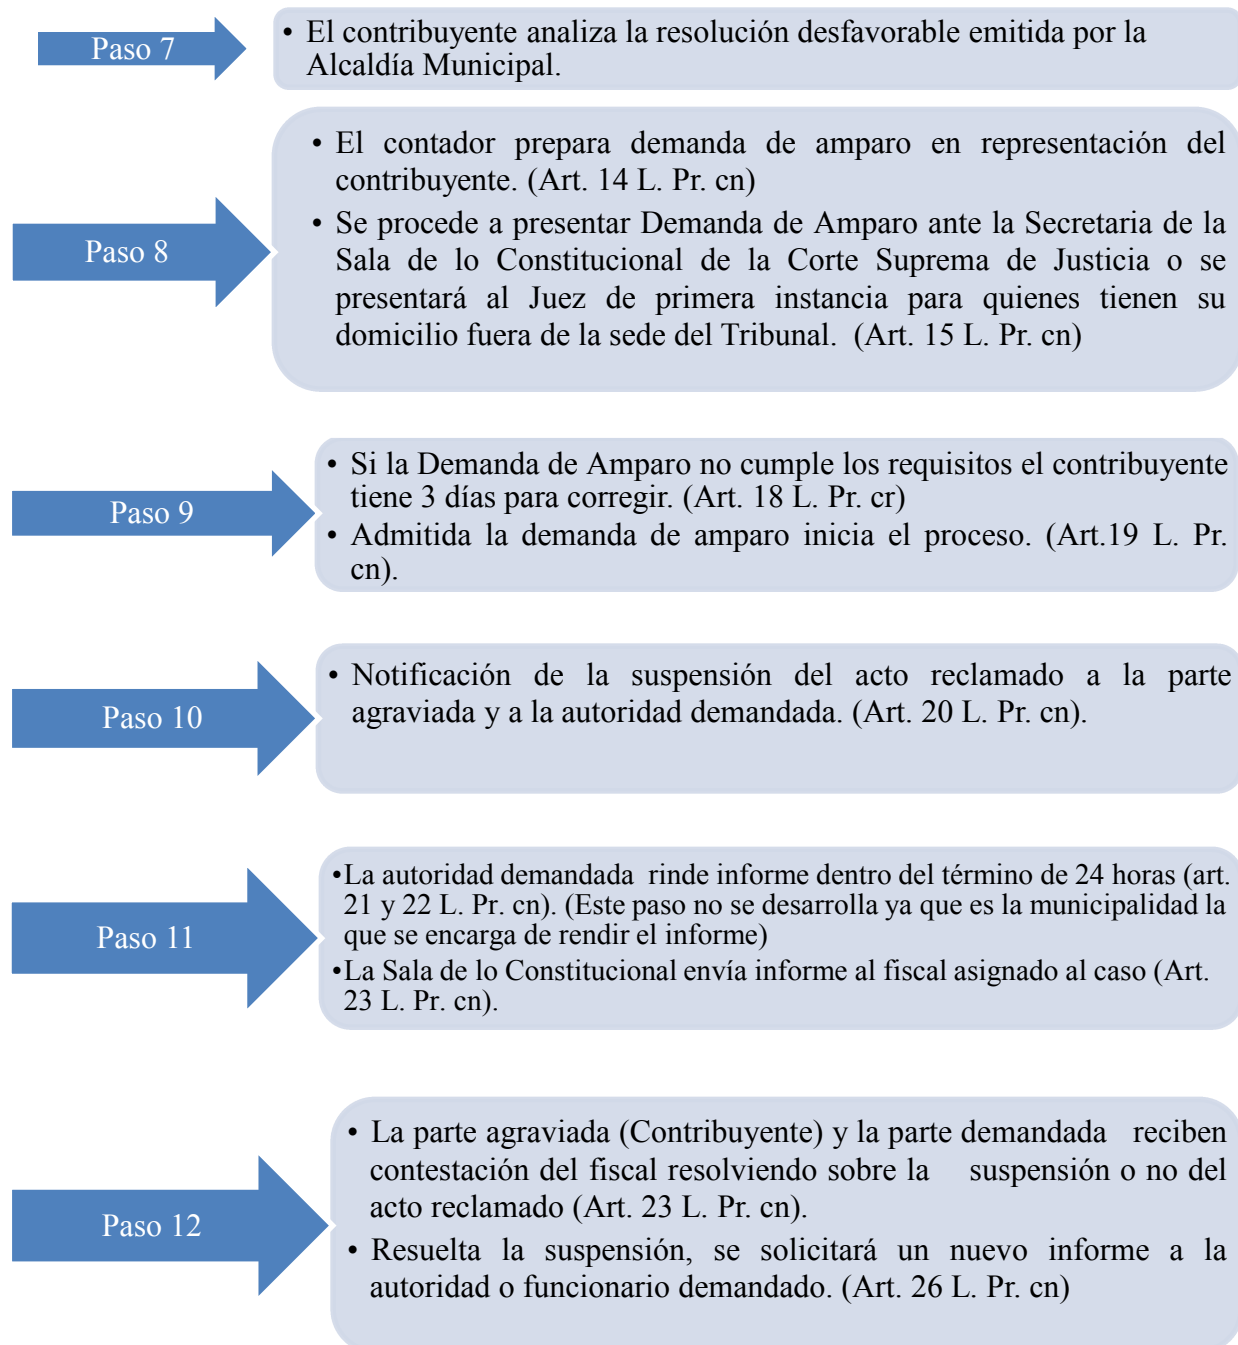 Paso 7
• El contribuyente analiza la resolución desfavorable emitida por la
Alcaldía Municipal.
Paso 8
• El contador prepara demanda de amparo en representación del
contribuyente. (Art. 14 L. Pr. cn)
• Se procede a presentar Demanda de Amparo ante la Secretaria de la
Sala de lo Constitucional de la Corte Suprema de Justicia o se
presentará al Juez de primera instancia para quienes tienen su
domicilio fuera de la sede del Tribunal. (Art. 15 L. Pr. cn)
Paso 9
• Si la Demanda de Amparo no cumple los requisitos el contribuyente
tiene 3 días para corregir. (Art. 18 L. Pr. cr)
• Admitida la demanda de amparo inicia el proceso. (Art.19 L. Pr.
cn).
Paso 10
• Notificación de la suspensión del acto reclamado a la parte
agraviada y a la autoridad demandada. (Art. 20 L. Pr. cn).
Paso 11
•La autoridad demandada rinde informe dentro del término de 24 horas (art.
21 y 22 L. Pr. cn). (Este paso no se desarrolla ya que es la municipalidad la
que se encarga de rendir el informe)
•La Sala de lo Constitucional envía informe al fiscal asignado al caso (Art.
23 L. Pr. cn).
Paso 12
• La parte agraviada (Contribuyente) y la parte demandada reciben
contestación del fiscal resolviendo sobre la suspensión o no del
acto reclamado (Art. 23 L. Pr. cn).
• Resuelta la suspensión, se solicitará un nuevo informe a la
autoridad o funcionario demandado. (Art. 26 L. Pr. cn)